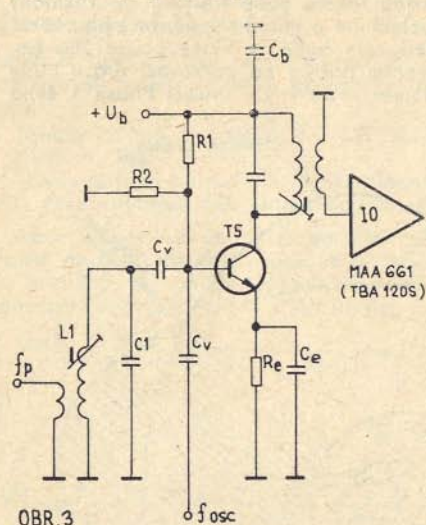 Cb
+Ub
R1
R2
T5
IO
MAA 661
(TBA 120S)
Cv
L1
C1
Cv
fp
Re
Ce
OBR. 3
fosc